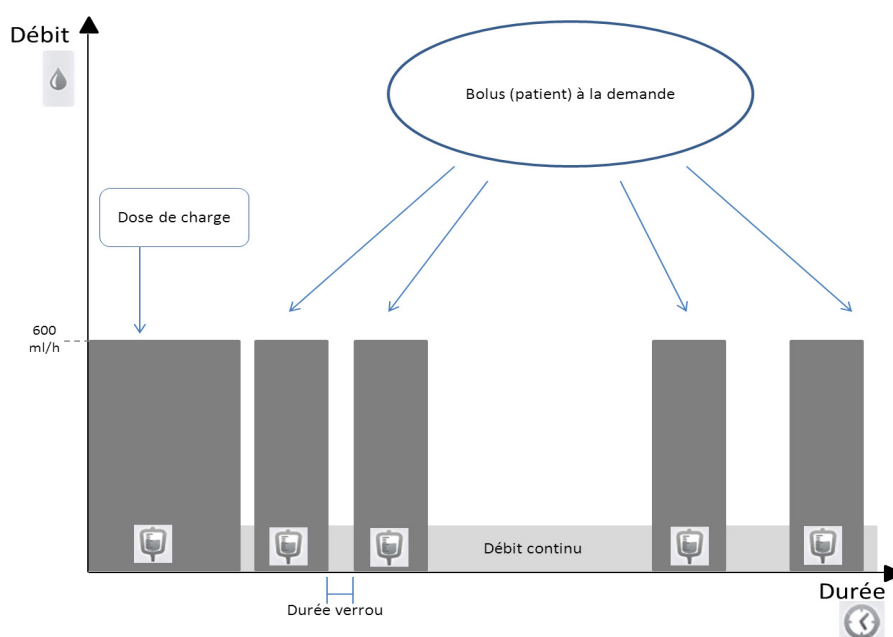 Débit
Bolus (patient) à la demande
Dose de charge
600
ml/h
Débit continu
Durée
Durée verrou